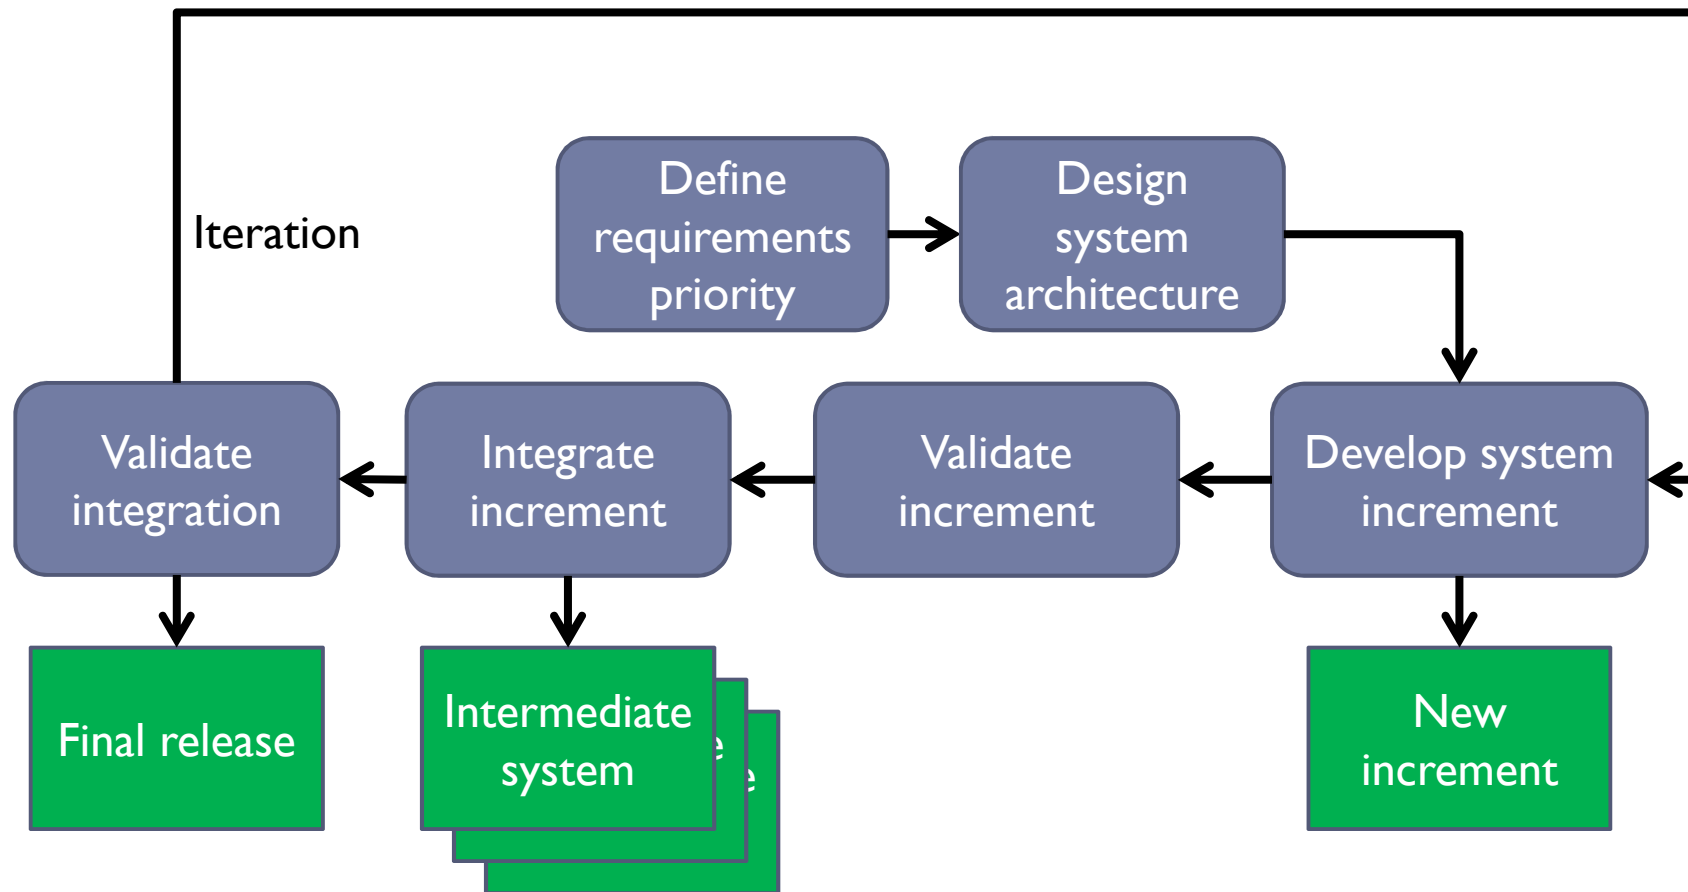 Iteration
Define
requirements
priority
Design
system
architecture
Validate
integration
Integrate
increment
Validate
increment
Develop system
increment
Final release
Intermediate
system
New
increment